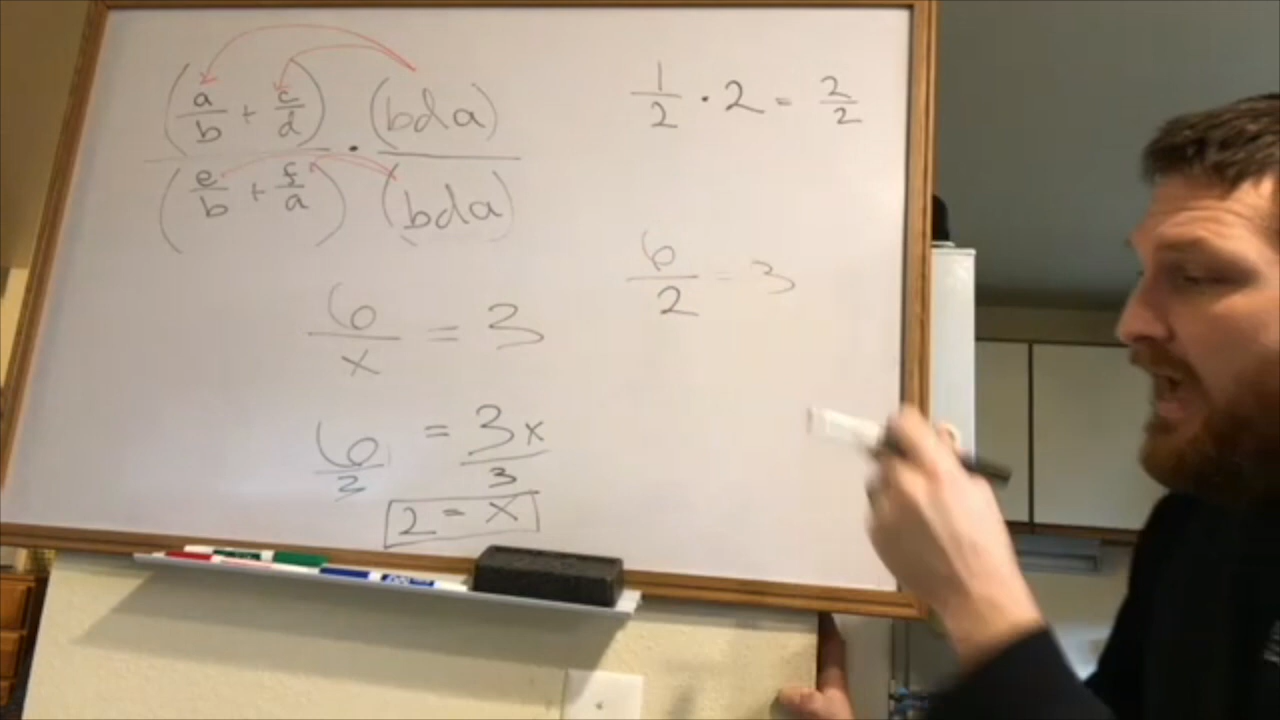 (a/b + c/d) · (bda)
(e/b + f/a) (bda)
1/2 · 2 = 2/2
6/x = 3
6/2 = 3
6/3 = 3x/3
2 = x